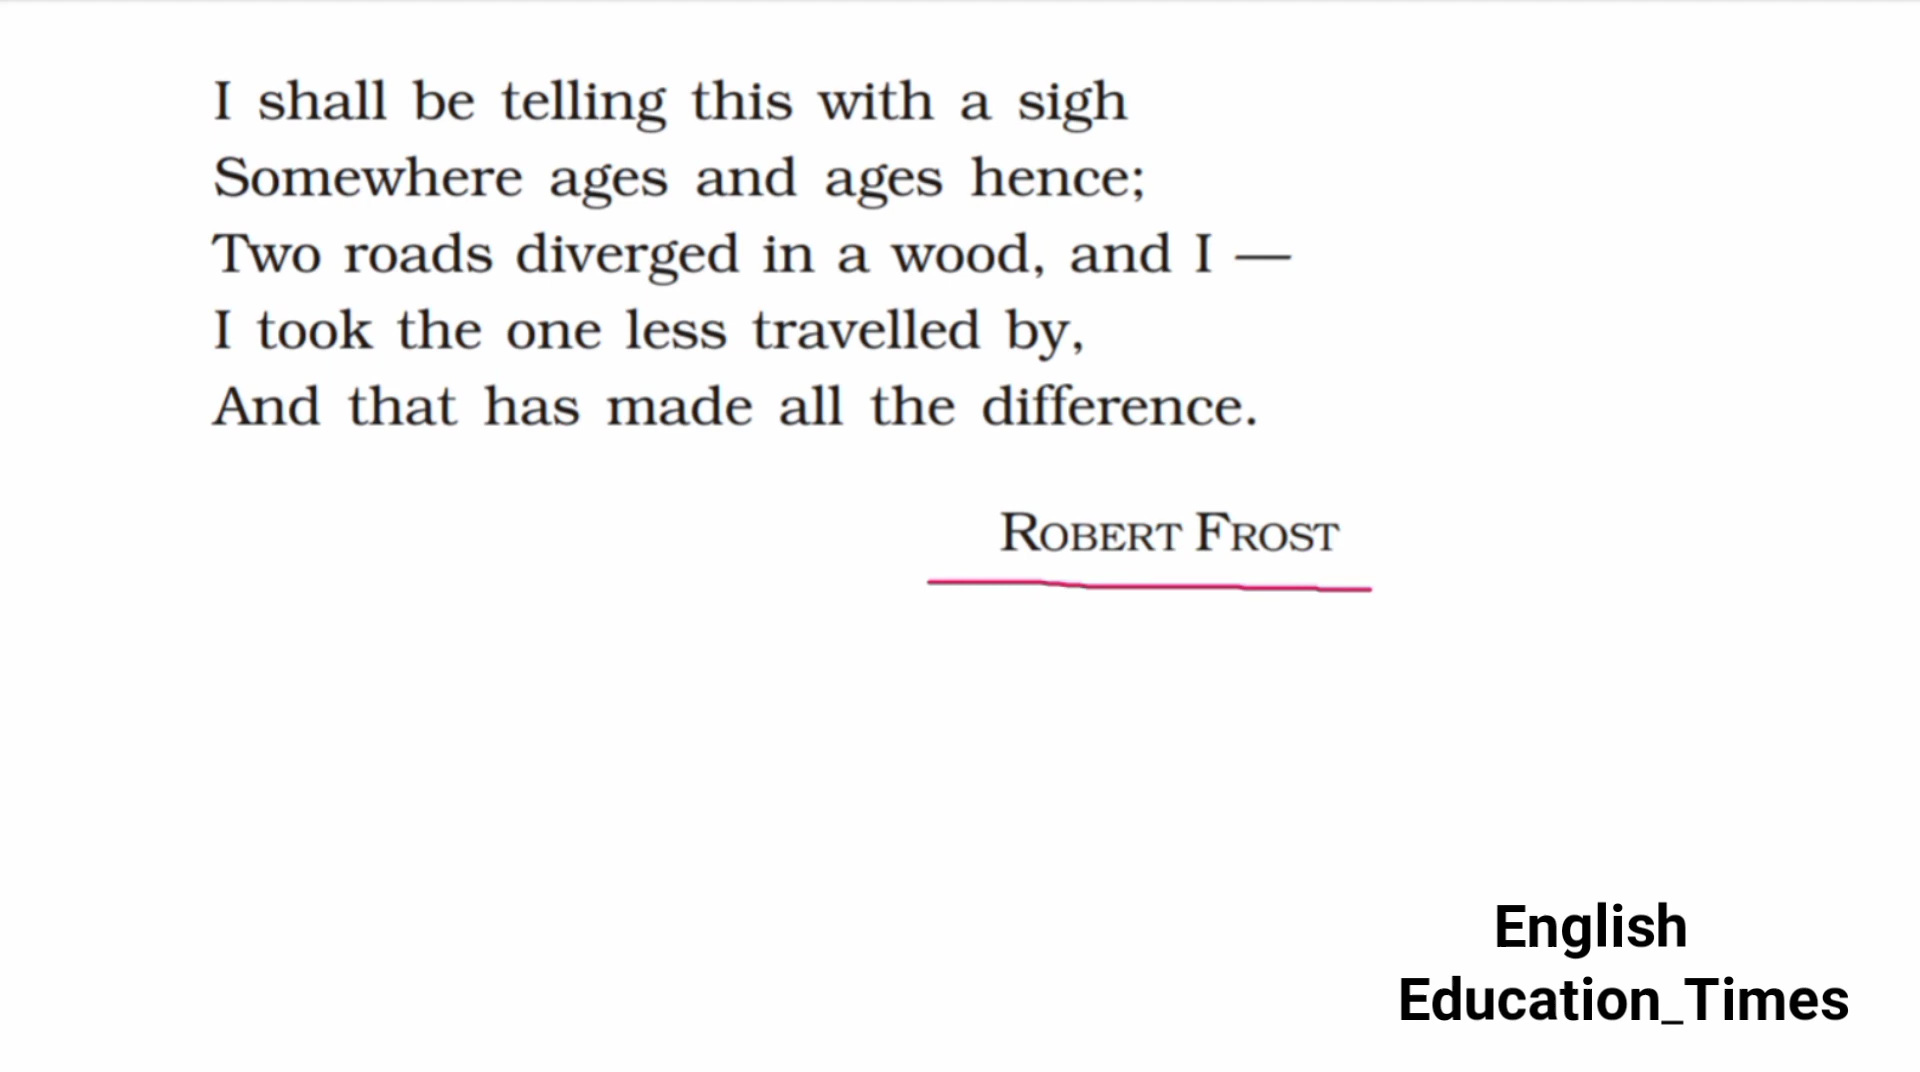 I shall be telling this with a sigh
Somewhere ages and ages hence;
Two roads diverged in a wood, and I —
I took the one less travelled by,
And that has made all the difference.
ROBERT FROST
English
Education_Times